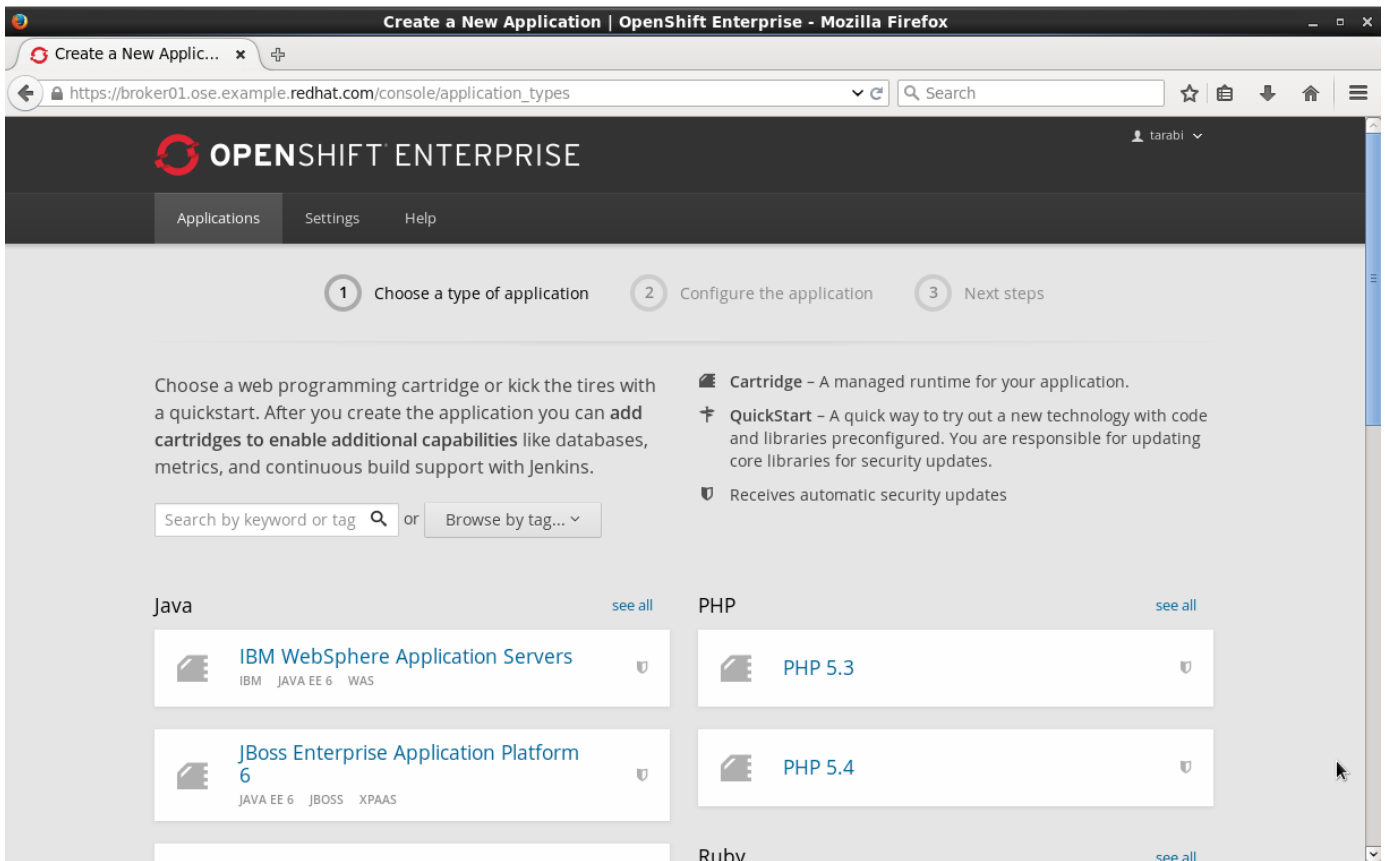 Create a New Application | OpenShift Enterprise - Mozilla Firefox
Create a New Applic...
https://broker01.ose.example.redhat.com/console/application_types
Search
OPENSHIFT ENTERPRISE
tarabi
Applications
Settings
Help
1 Choose a type of application
2 Configure the application
3 Next steps
Choose a web programming cartridge or kick the tires with
a quickstart. After you create the application you can add
cartridges to enable additional capabilities like databases,
metrics, and continuous build support with Jenkins.
Search by keyword or tag
or
Browse by tag...
Cartridge – A managed runtime for your application.
QuickStart – A quick way to try out a new technology with code
and libraries preconfigured. You are responsible for updating
core libraries for security updates.
Receives automatic security updates
Java
see all
IBM WebSphere Application Servers
IBM JAVA EE 6 WAS
JBoss Enterprise Application Platform
6
JAVA EE 6 JBOSS XPAAS
PHP
see all
PHP 5.3
PHP 5.4
Ruby
see all